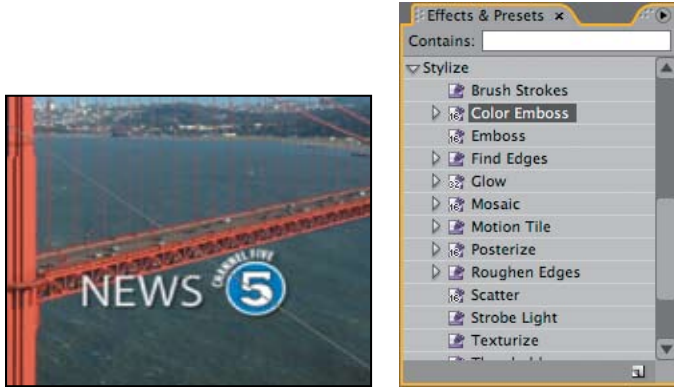 NEWS
CHANNEL FIVE
5
Effects & Presets
Contains:
Stylize
Brush Strokes
Color Emboss
Emboss
Find Edges
Glow
Mosaic
Motion Tile
Posterize
Roughen Edges
Scatter
Strobe Light
Texturize